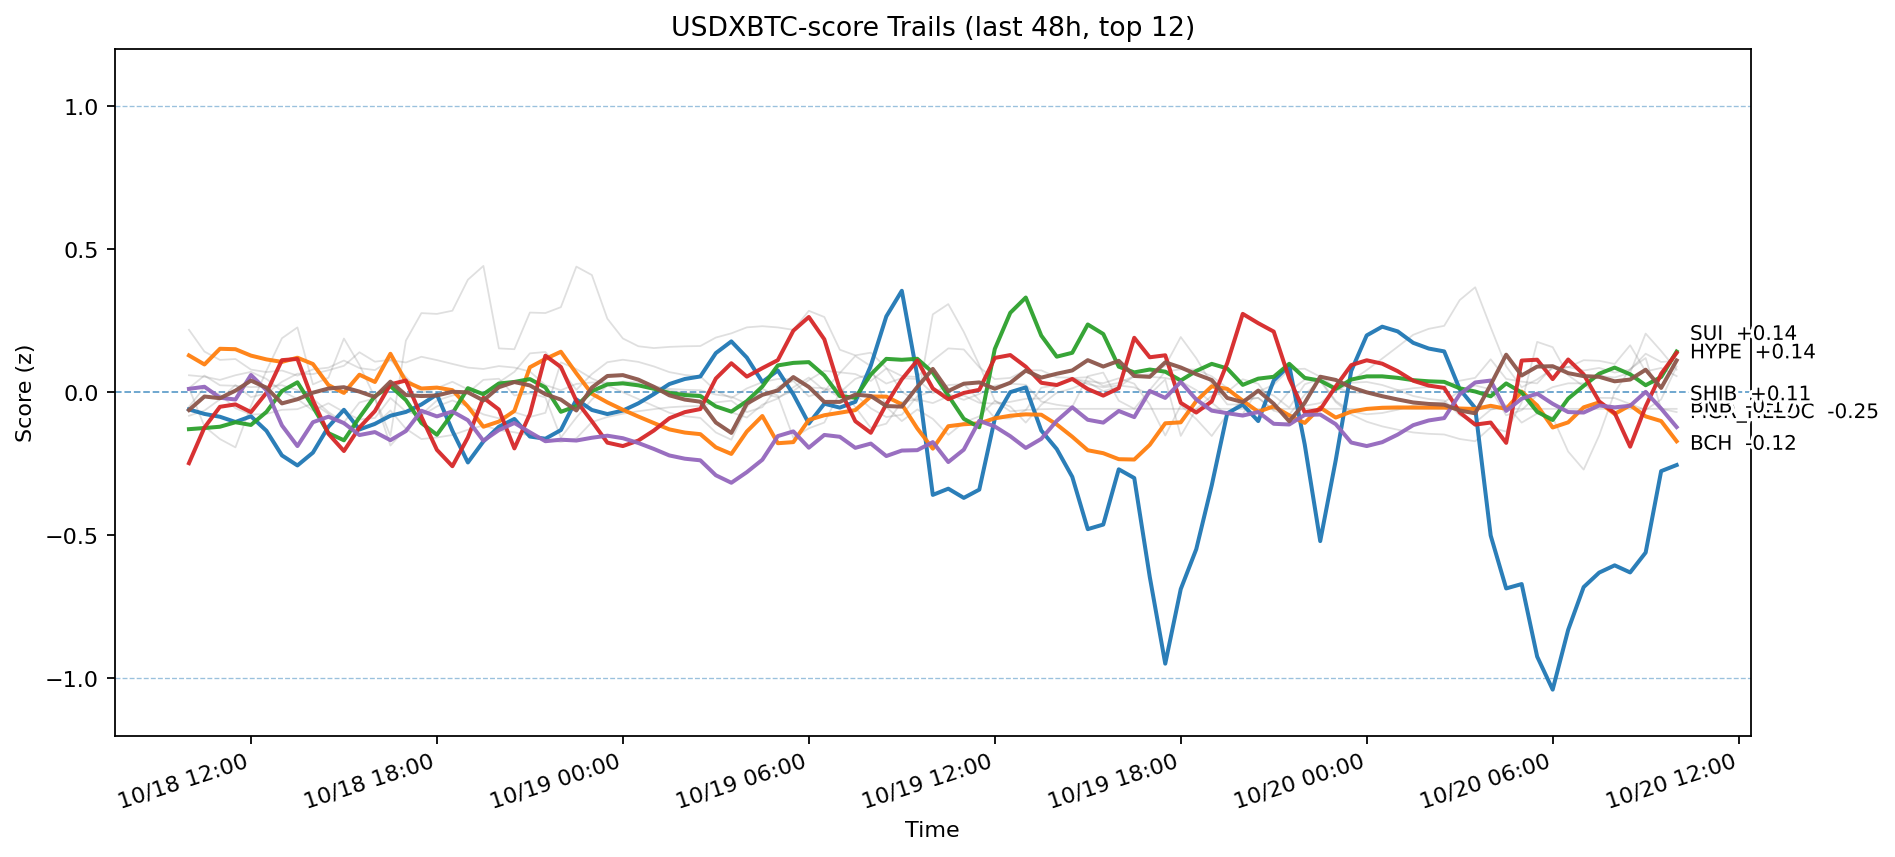 USDXBTC-score Trails (last 48h, top 12)
Score (z)
1.0
0.5
0.0
−0.5
−1.0
SUI +0.14
HYPE +0.14
SHIB +0.11
BNB -0.17
-0.25
BCH -0.12
10/18 12:00
10/18 18:00
10/19 00:00
10/19 06:00
10/19 12:00
10/19 18:00
10/20 00:00
10/20 06:00
10/20 12:00
Time